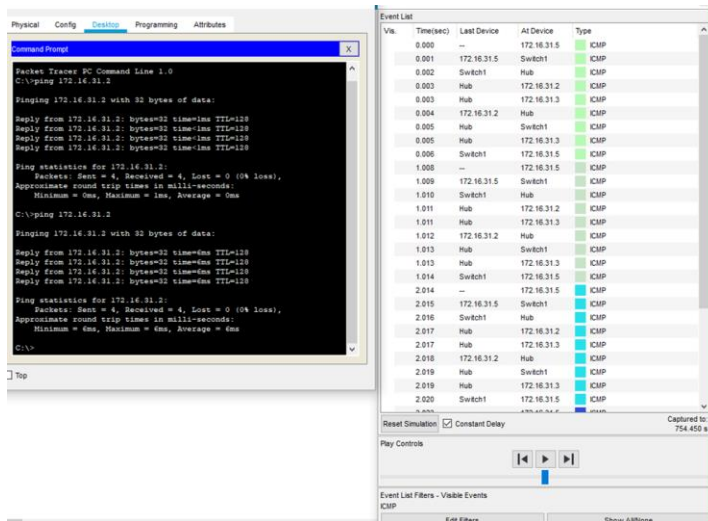 Physical Config Desktop Programming Attributes
Command Prompt X
Packet Tracer PC Command Line 1.0
C:\>ping 172.16.31.2
Pinging 172.16.31.2 with 32 bytes of data:
Reply from 172.16.31.2: bytes=32 time=1ms TTL=128
Reply from 172.16.31.2: bytes=32 time<1ms TTL=128
Reply from 172.16.31.2: bytes=32 time<1ms TTL=128
Reply from 172.16.31.2: bytes=32 time<1ms TTL=128
Ping statistics for 172.16.31.2:
Packets: Sent = 4, Received = 4, Lost = 0 (0% loss),
Approximate round trip times in milli-seconds:
Minimum = 0ms, Maximum = 1ms, Average = 0ms
C:\>ping 172.16.31.2
Pinging 172.16.31.2 with 32 bytes of data:
Reply from 172.16.31.2: bytes=32 time=6ms TTL=128
Reply from 172.16.31.2: bytes=32 time=6ms TTL=128
Reply from 172.16.31.2: bytes=32 time=6ms TTL=128
Reply from 172.16.31.2: bytes=32 time=6ms TTL=128
Ping statistics for 172.16.31.2:
Packets: Sent = 4, Received = 4, Lost = 0 (0% loss),
Approximate round trip times in milli-seconds:
Minimum = 6ms, Maximum = 6ms, Average = 6ms
C:\>
Top
Event List
Vis. Time(sec) Last Device At Device Type
0.000 -- 172.16.31.5 ICMP
0.001 172.16.31.5 Switch1 ICMP
0.002 Switch1 Hub ICMP
0.003 Hub 172.16.31.2 ICMP
0.003 Hub 172.16.31.3 ICMP
0.004 172.16.31.2 Hub ICMP
0.005 Hub Switch1 ICMP
0.005 Hub 172.16.31.3 ICMP
0.006 Switch1 172.16.31.5 ICMP
1.008 -- 172.16.31.5 ICMP
1.009 172.16.31.5 Switch1 ICMP
1.010 Switch1 Hub ICMP
1.011 Hub 172.16.31.2 ICMP
1.011 Hub 172.16.31.3 ICMP
1.012 172.16.31.2 Hub ICMP
1.013 Hub Switch1 ICMP
1.013 Hub 172.16.31.3 ICMP
1.014 Switch1 172.16.31.5 ICMP
2.014 -- 172.16.31.5 ICMP
2.015 172.16.31.5 Switch1 ICMP
2.016 Switch1 Hub ICMP
2.017 Hub 172.16.31.2 ICMP
2.017 Hub 172.16.31.3 ICMP
2.018 172.16.31.2 Hub ICMP
2.019 Hub Switch1 ICMP
2.019 Hub 172.16.31.3 ICMP
2.020 Switch1 172.16.31.5 ICMP
Reset Simulation Constant Delay Captured to:
754.450 s
Play Controls
Event List Filters - Visible Events
ICMP
Edit Filters Show All/None